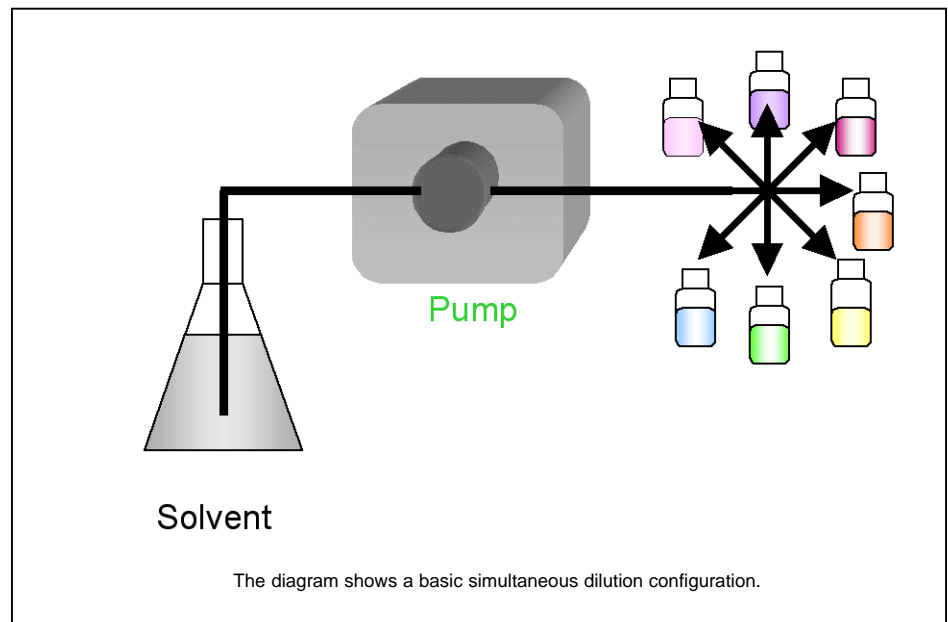 Pump
Solvent
The diagram shows a basic simultaneous dilution configuration.